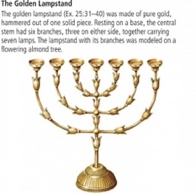 The Golden Lampstand
The golden lampstand (Ex. 25:31–40) was made of pure gold,
hammered out of one solid piece. Resting on a base, the central
stem had six branches, three on either side, together carrying
seven lamps. The lampstand with its branches was modeled on a
flowering almond tree.